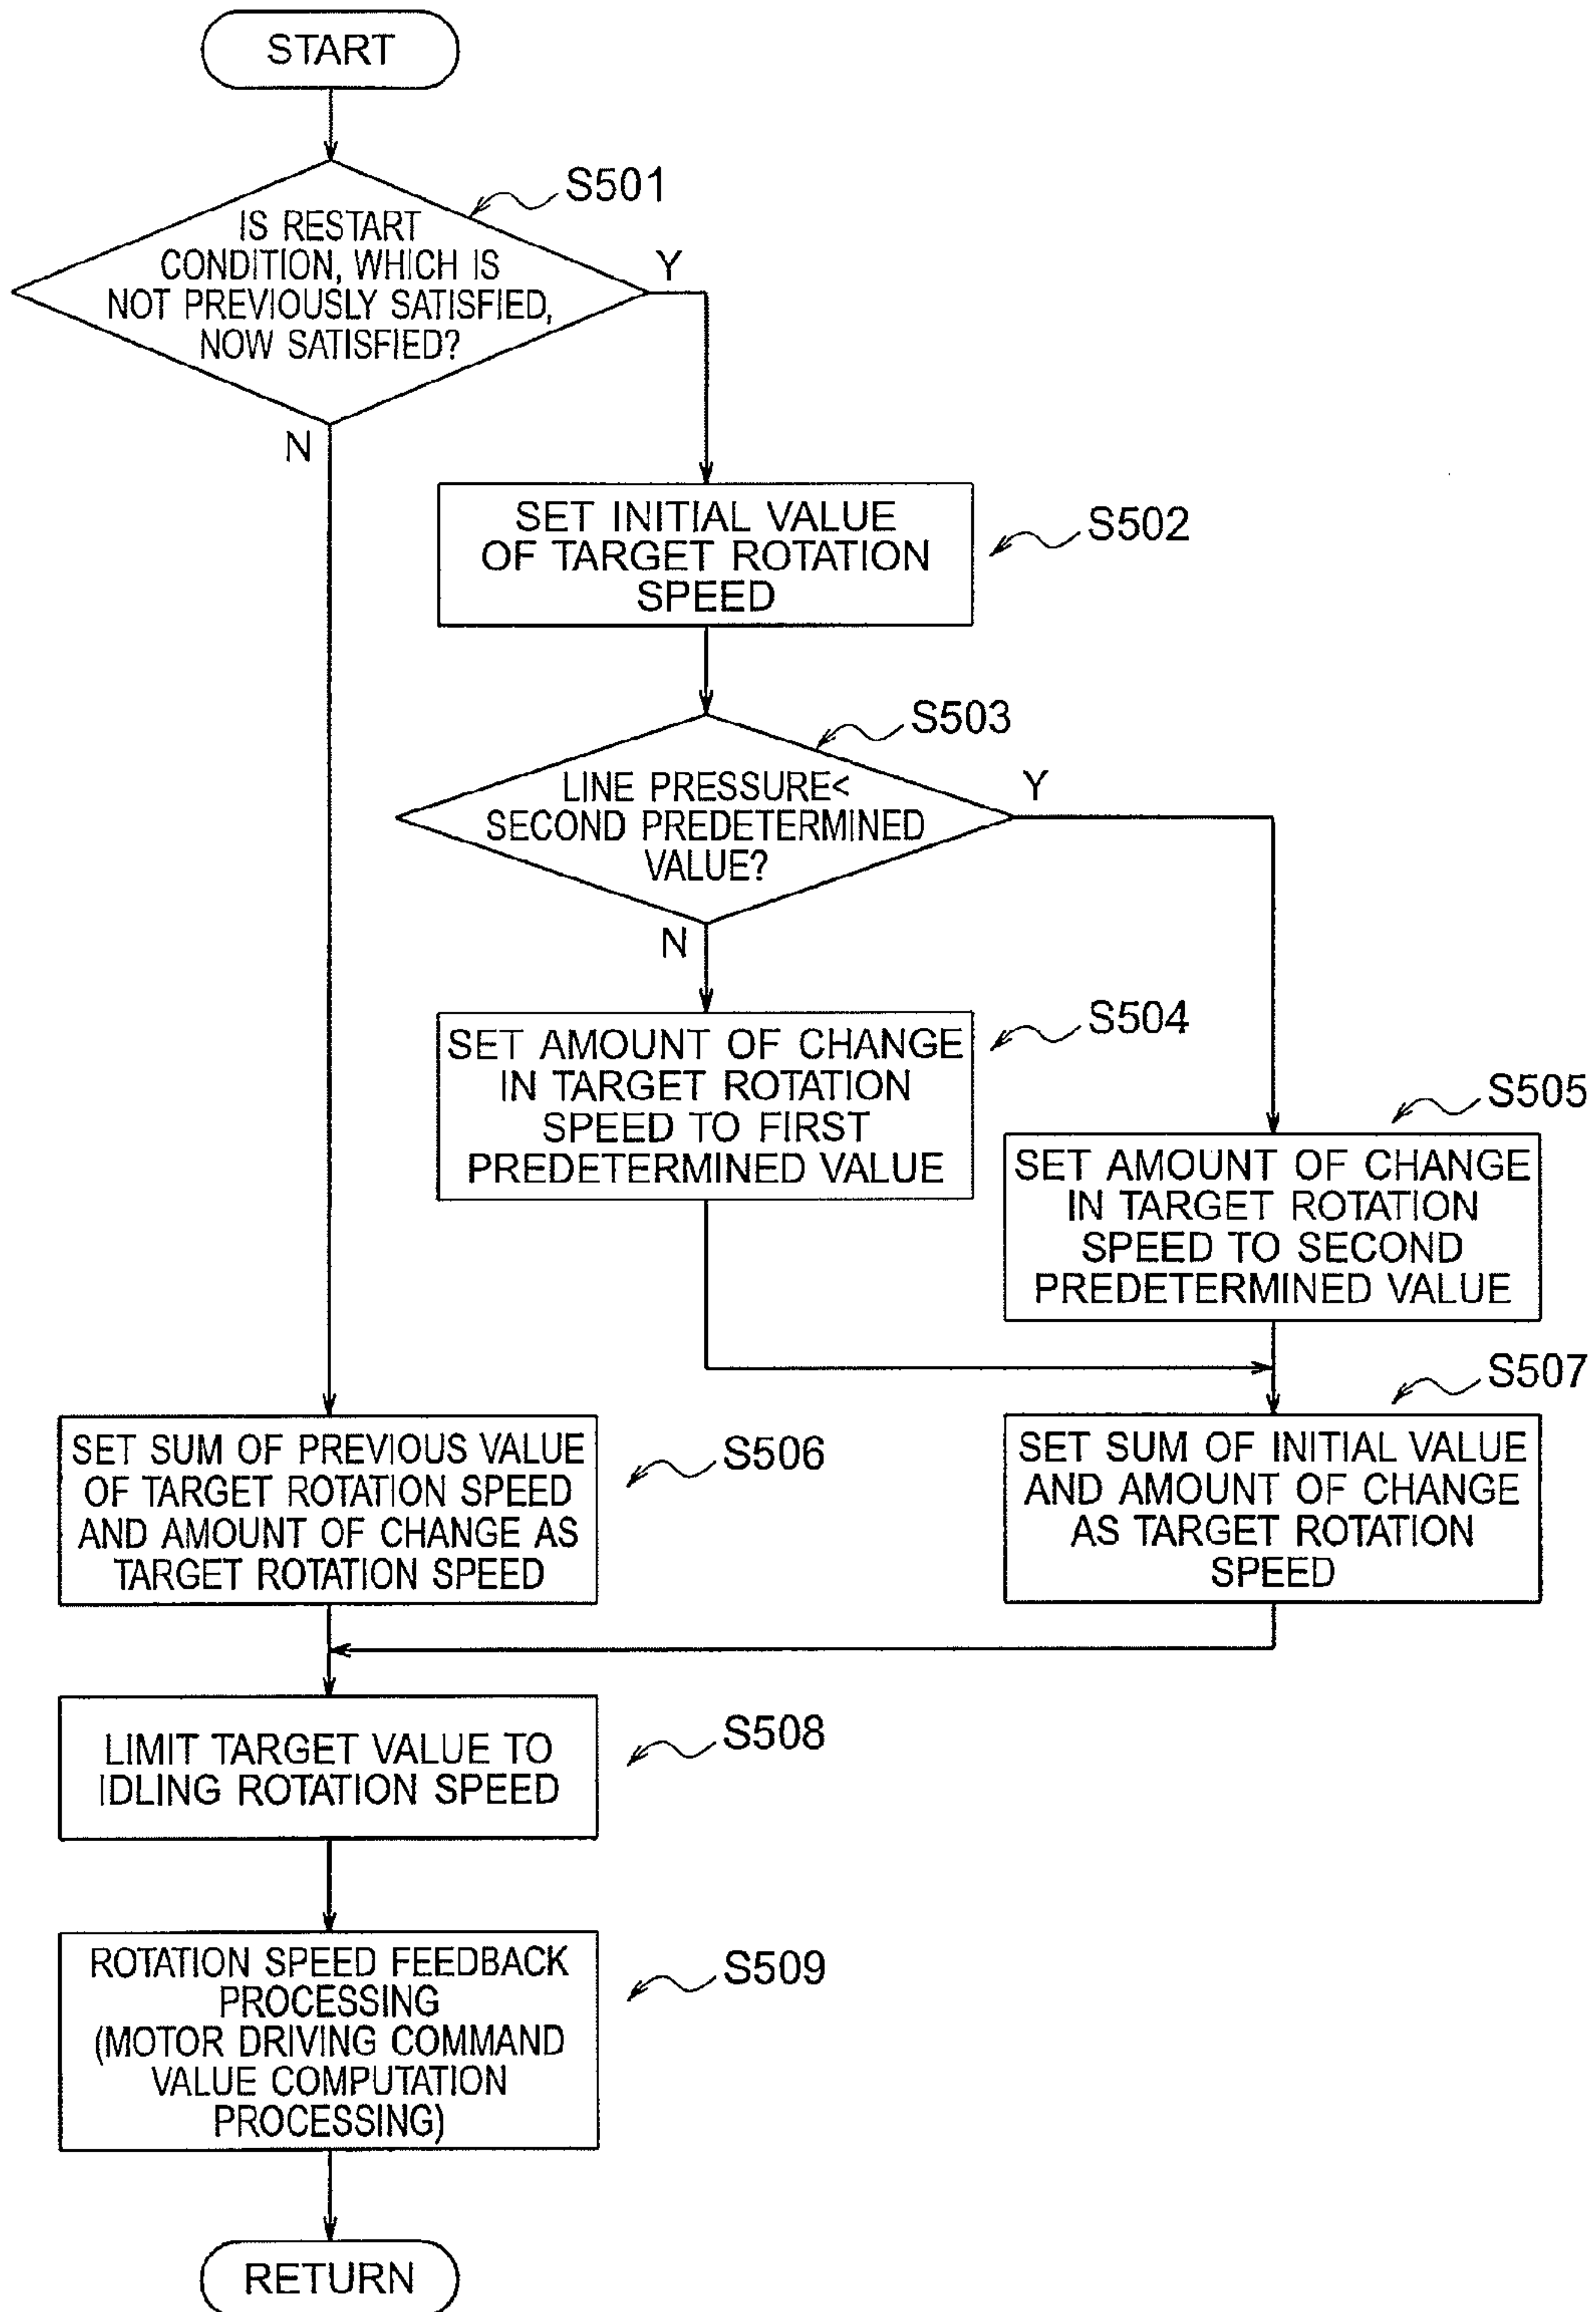 START
S501
IS RESTART
CONDITION, WHICH IS
NOT PREVIOUSLY SATISFIED,
NOW SATISFIED?
Y
N
SET INITIAL VALUE
OF TARGET ROTATION
SPEED
S502
S503
LINE PRESSURE<
SECOND PREDETERMINED
VALUE?
Y
N
SET AMOUNT OF CHANGE
IN TARGET ROTATION
SPEED TO FIRST
PREDETERMINED VALUE
S504
S505
SET AMOUNT OF CHANGE
IN TARGET ROTATION
SPEED TO SECOND
PREDETERMINED VALUE
S507
SET SUM OF PREVIOUS VALUE
OF TARGET ROTATION SPEED
AND AMOUNT OF CHANGE AS
TARGET ROTATION SPEED
S506
SET SUM OF INITIAL VALUE
AND AMOUNT OF CHANGE
AS TARGET ROTATION
SPEED
LIMIT TARGET VALUE TO
IDLING ROTATION SPEED
S508
ROTATION SPEED FEEDBACK
PROCESSING
(MOTOR DRIVING COMMAND
VALUE COMPUTATION
PROCESSING)
S509
RETURN